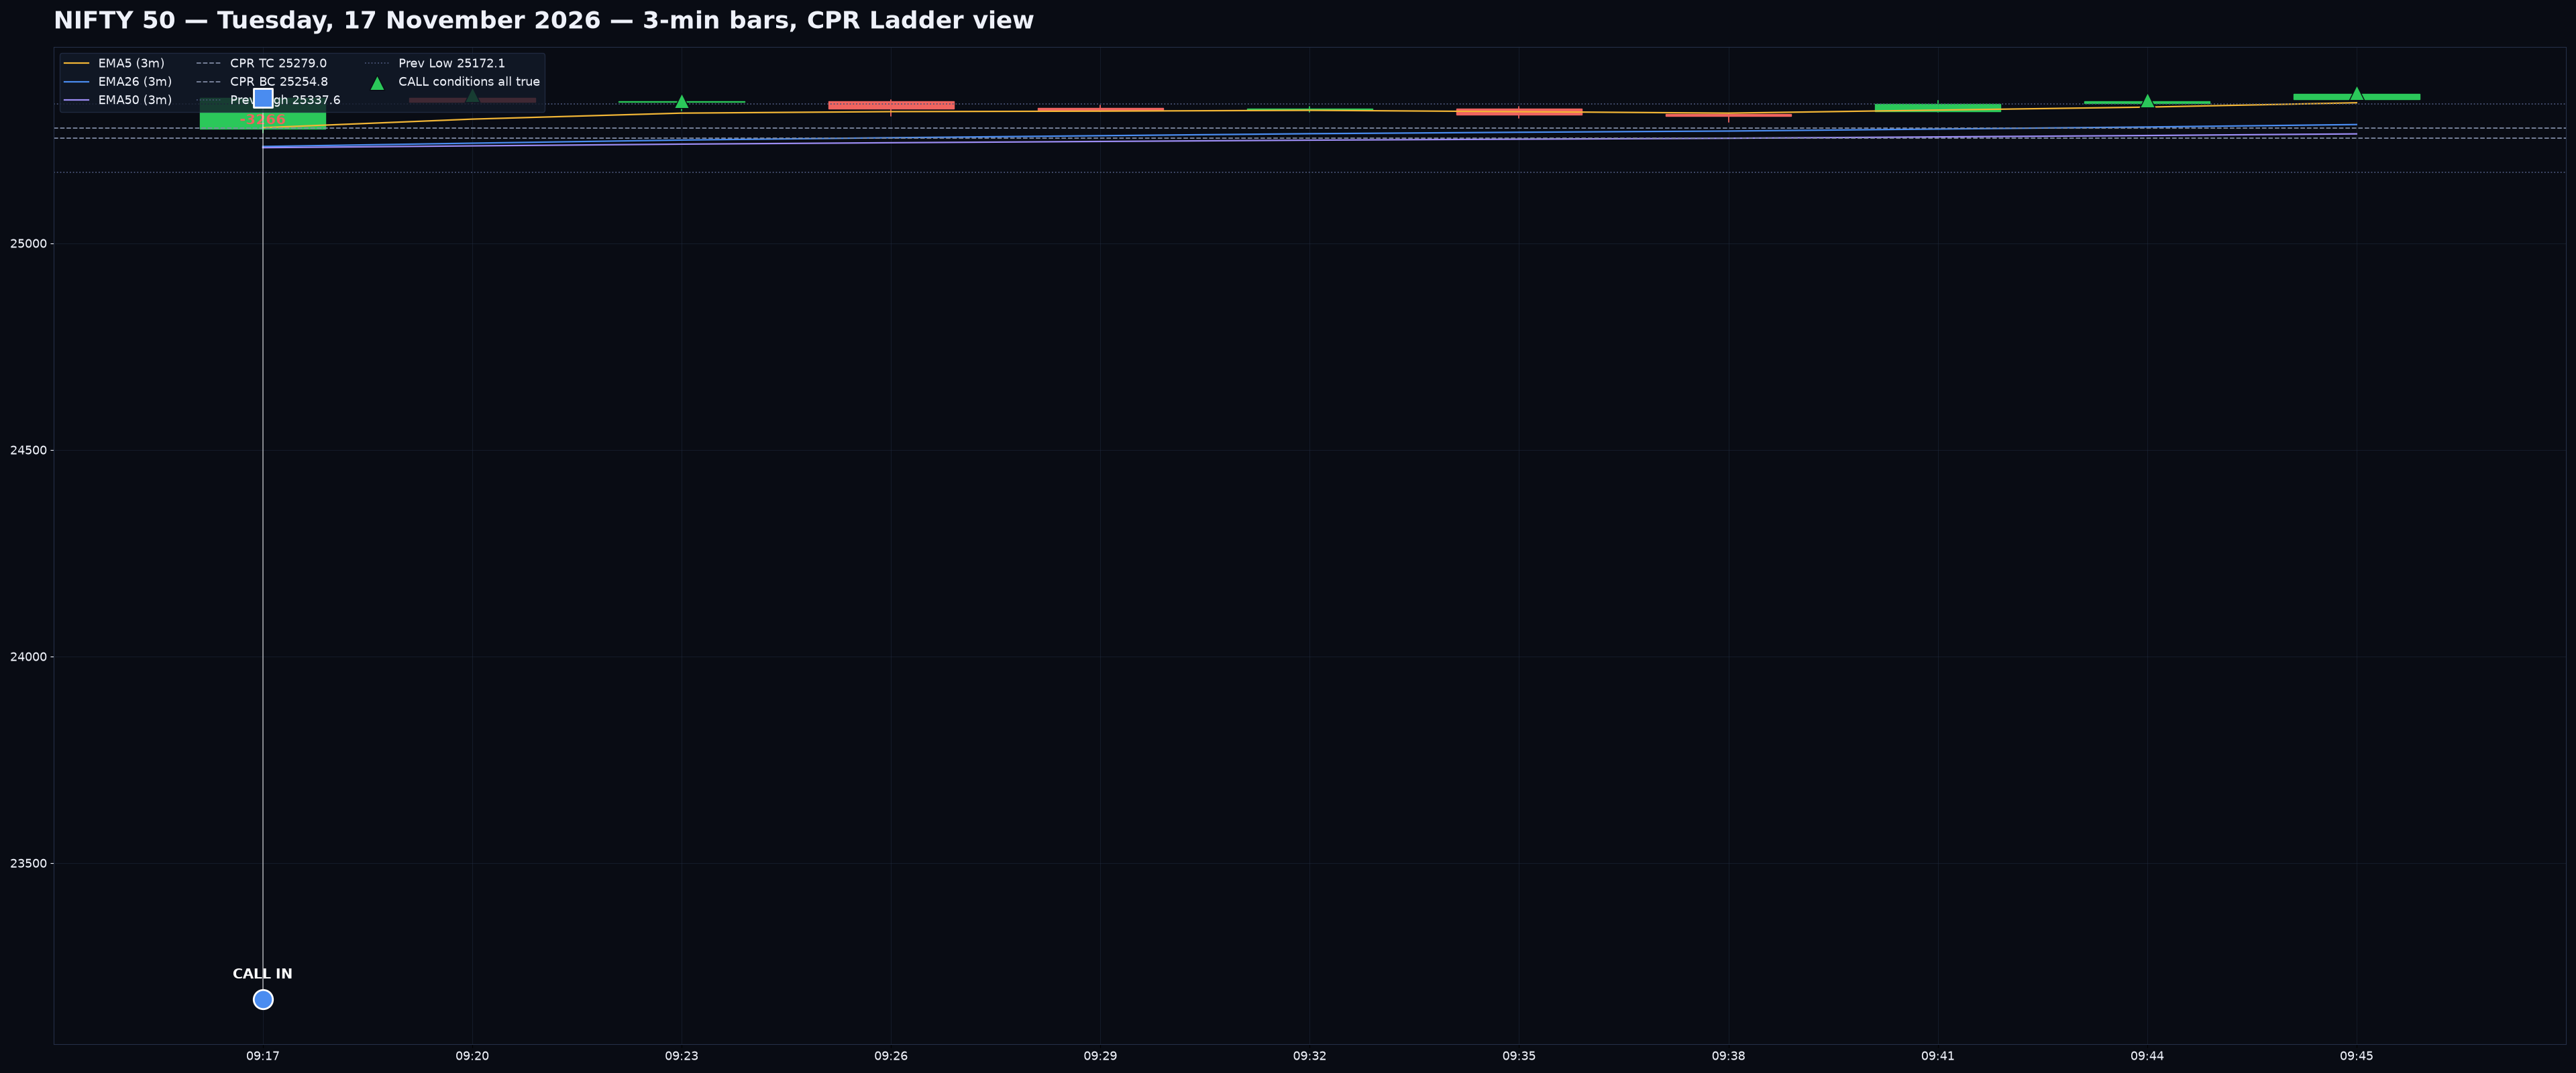 NIFTY 50 — Tuesday, 17 November 2026 — 3-min bars, CPR Ladder view
EMA5 (3m)
EMA26 (3m)
EMA50 (3m)
CPR TC 25279.0
CPR BC 25254.8
25337.6
Prev Low 25172.1
CALL conditions all true
-3266
25000
24500
24000
23500
CALL IN
09:17 09:20 09:23 09:26 09:29 09:32 09:35 09:38 09:41 09:44 09:45